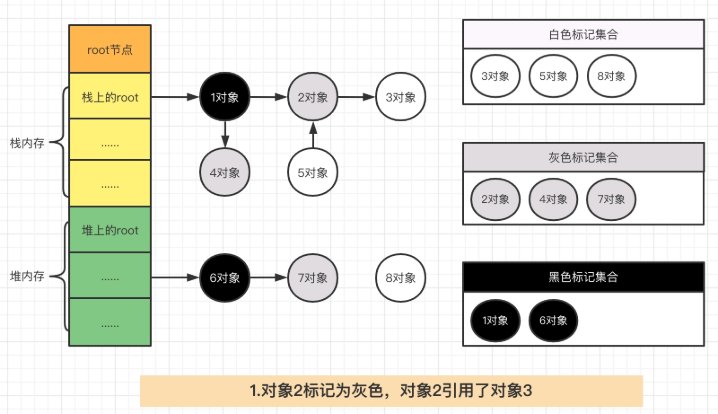 root节点
栈上的root
......
......
堆上的root
......
......
栈内存
堆内存
1对象
2对象
3对象
4对象
5对象
6对象
7对象
8对象
白色标记集合
3对象
5对象
8对象
灰色标记集合
2对象
4对象
7对象
黑色标记集合
1对象
6对象
1.对象2标记为灰色，对象2引用了对象3